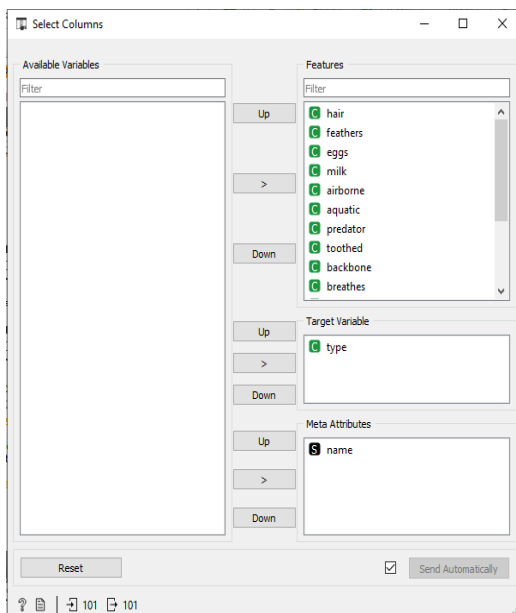 Select Columns
Available Variables
Filter
Up
>
Down
Up
>
Down
Up
>
Down
Features
Filter
C hair
C feathers
C eggs
C milk
C airborne
C aquatic
C predator
C toothed
C backbone
C breathes
Target Variable
C type
Meta Attributes
S name
Reset
Send Automatically
? 101 101